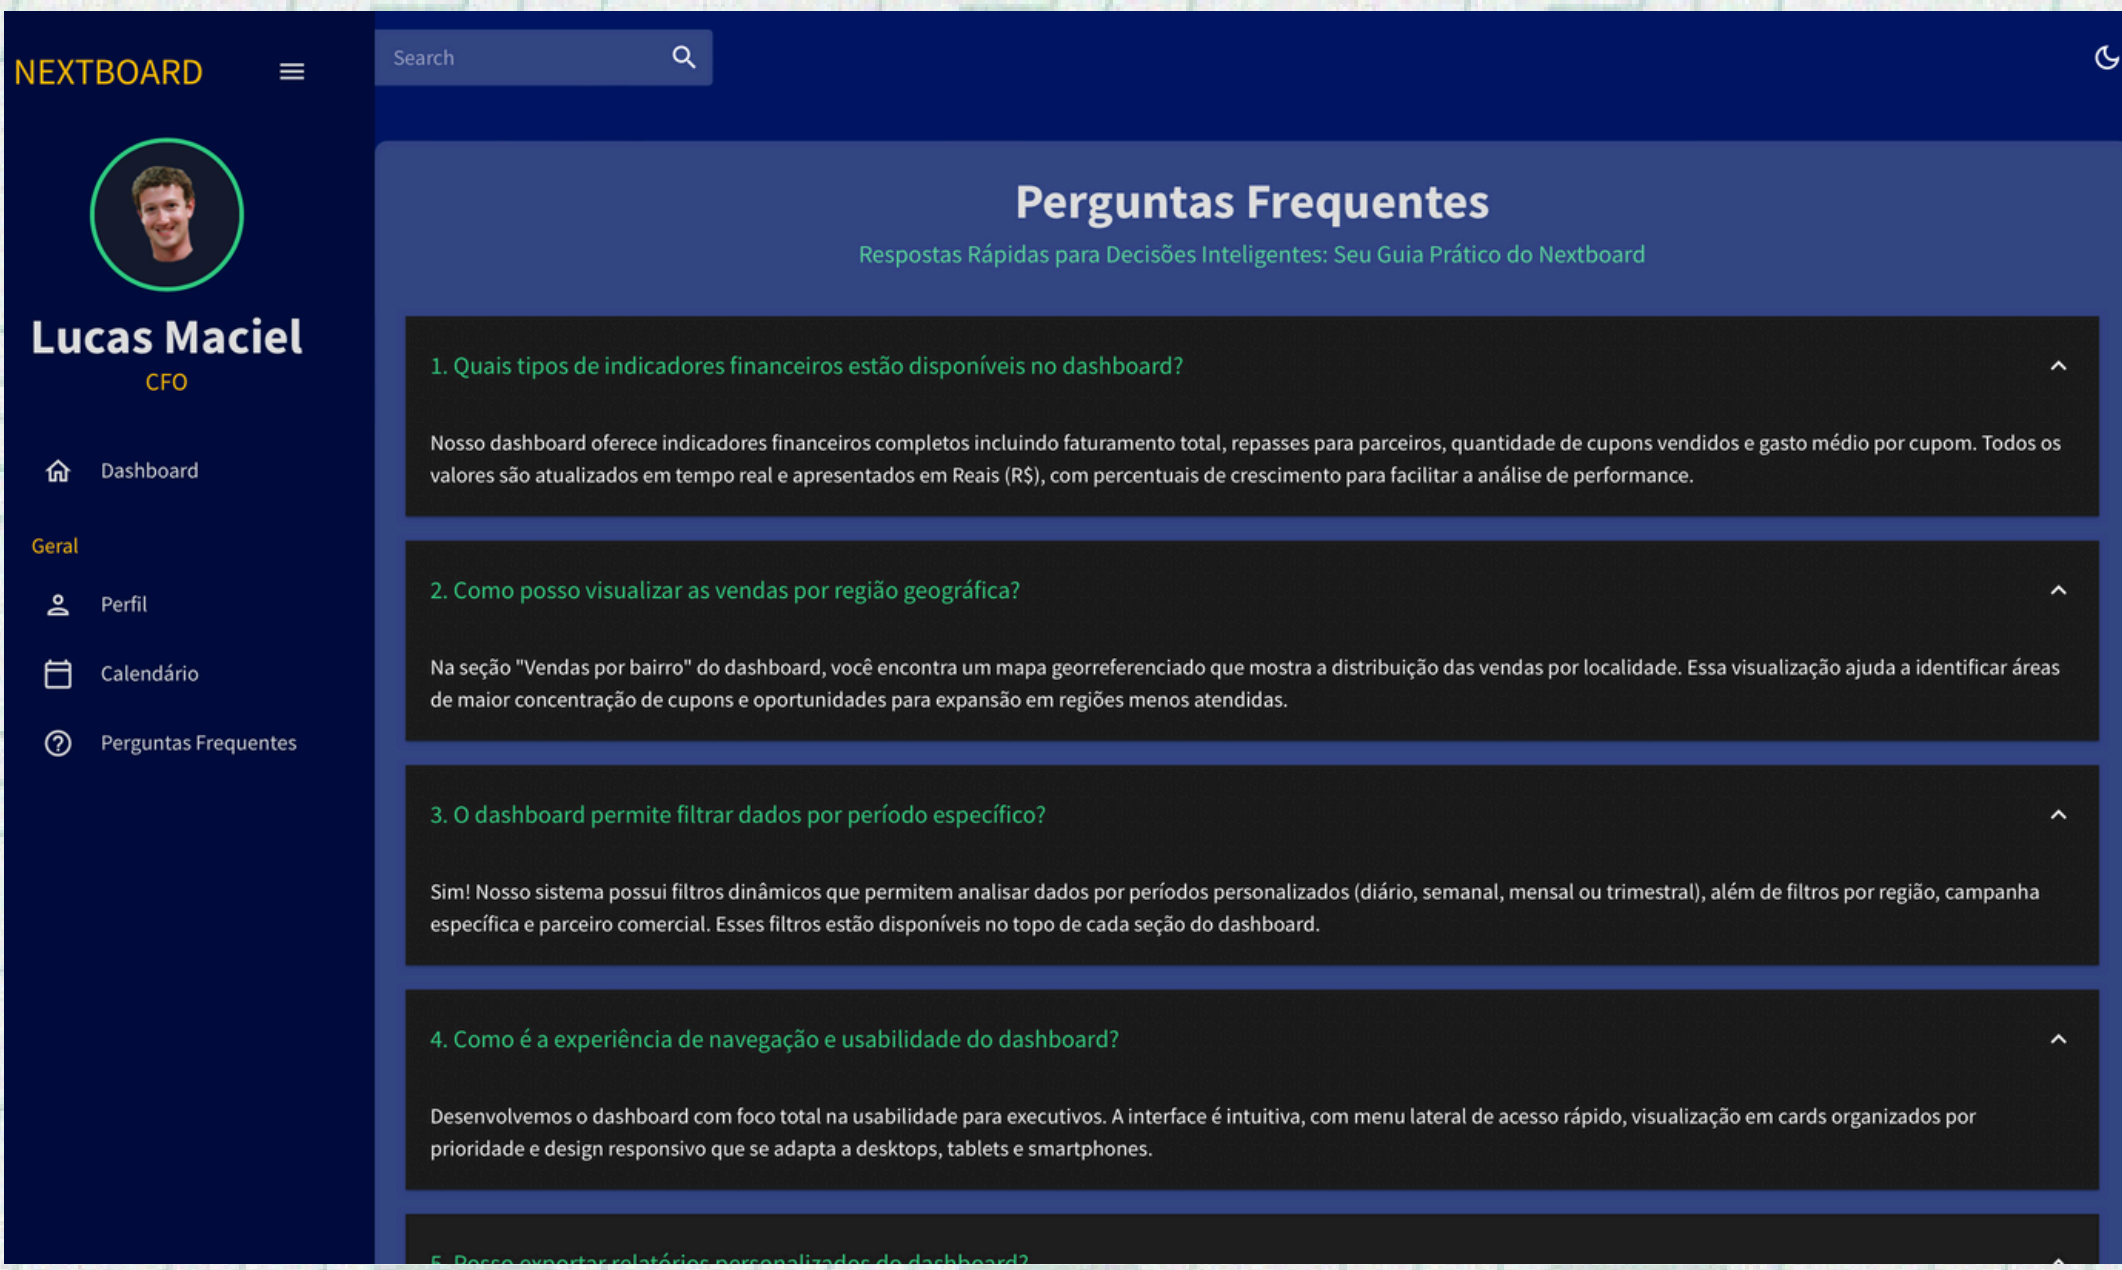 NEXTBOARD
Search
Lucas Maciel
CFO
Dashboard
Geral
Perfil
Calendário
Perguntas Frequentes
Perguntas Frequentes
Respostas Rápidas para Decisões Inteligentes: Seu Guia Prático do Nextboard
1. Quais tipos de indicadores financeiros estão disponíveis no dashboard?
Nosso dashboard oferece indicadores financeiros completos incluindo faturamento total, repasses para parceiros, quantidade de cupons vendidos e gasto médio por cupom. Todos os
valores são atualizados em tempo real e apresentados em Reais (R$), com percentuais de crescimento para facilitar a análise de performance.
2. Como posso visualizar as vendas por região geográfica?
Na seção "Vendas por bairro" do dashboard, você encontra um mapa georreferenciado que mostra a distribuição das vendas por localidade. Essa visualização ajuda a identificar áreas
de maior concentração de cupons e oportunidades para expansão em regiões menos atendidas.
3. O dashboard permite filtrar dados por período específico?
Sim! Nosso sistema possui filtros dinâmicos que permitem analisar dados por períodos personalizados (diário, semanal, mensal ou trimestral), além de filtros por região, campanha
específica e parceiro comercial. Esses filtros estão disponíveis no topo de cada seção do dashboard.
4. Como é a experiência de navegação e usabilidade do dashboard?
Desenvolvemos o dashboard com foco total na usabilidade para executivos. A interface é intuitiva, com menu lateral de acesso rápido, visualização em cards organizados por
prioridade e design responsivo que se adapta a desktops, tablets e smartphones.
5. Posso exportar relatórios personalizados do dashboard?